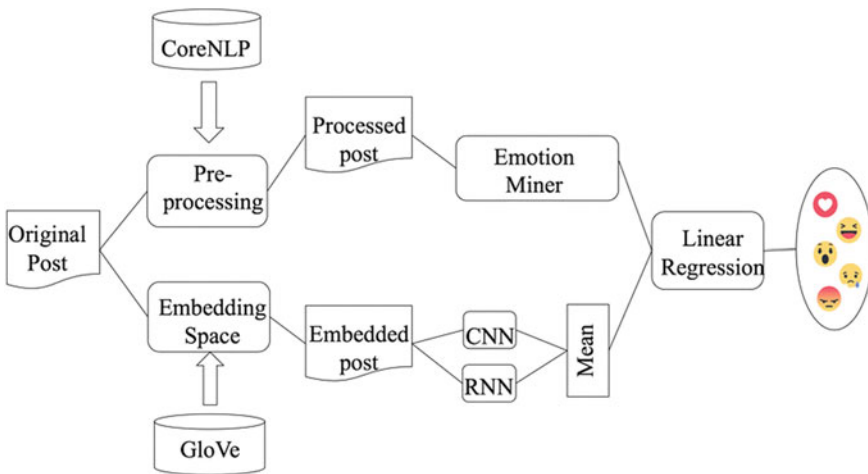 CoreNLP
Processed
post
Pre-
processing
Emotion
Miner
Original
Post
Linear
Regression
Embedding
Space
Embedded
post
CNN
RNN
Mean
GloVe